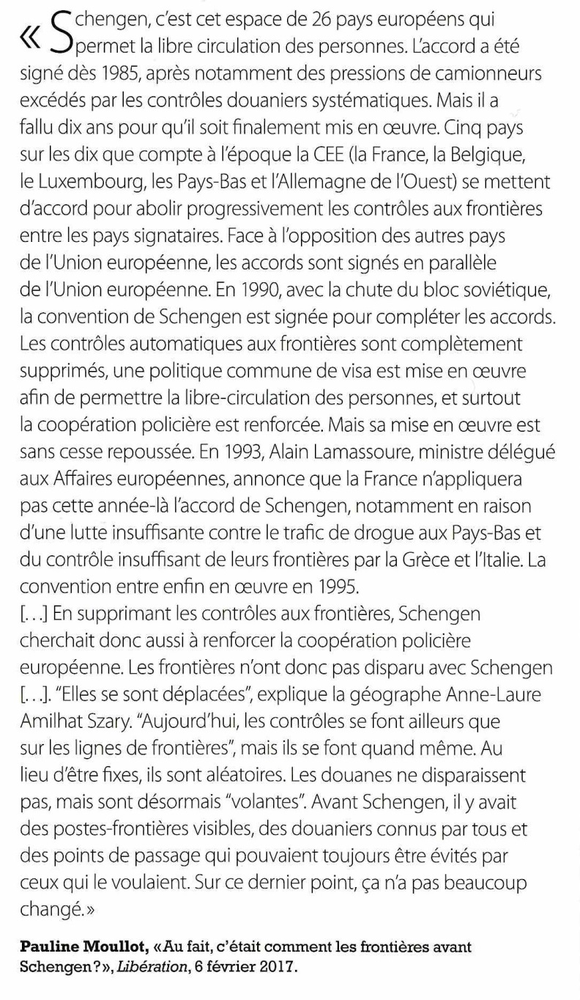 « Schengen, c’est cet espace de 26 pays européens qui
permet la libre circulation des personnes. L’accord a été
signé dès 1985, après notamment des pressions de camionneurs
excédés par les contrôles douaniers systématiques. Mais il a
fallu dix ans pour qu’il soit finalement mis en œuvre. Cinq pays
sur les dix que compte à l’époque la CEE (la France, la Belgique,
le Luxembourg, les Pays-Bas et l’Allemagne de l’Ouest) se mettent
d’accord pour abolir progressivement les contrôles aux frontières
entre les pays signataires. Face à l’opposition des autres pays
de l’Union européenne, les accords sont signés en parallèle
de l’Union européenne. En 1990, avec la chute du bloc soviétique,
la convention de Schengen est signée pour compléter les accords.
Les contrôles automatiques aux frontières sont complètement
supprimés, une politique commune de visa est mise en œuvre
afin de permettre la libre-circulation des personnes, et surtout
la coopération policière est renforcée. Mais sa mise en œuvre est
sans cesse repoussée. En 1993, Alain Lamassoure, ministre délégué
aux Affaires européennes, annonce que la France n’appliquera
pas cette année-là l’accord de Schengen, notamment en raison
d’une lutte insuffisante contre le trafic de drogue aux Pays-Bas et
du contrôle insuffisant de leurs frontières par la Grèce et l’Italie. La
convention entre enfin en œuvre en 1995.
[...] En supprimant les contrôles aux frontières, Schengen
cherchait donc aussi à renforcer la coopération policière
européenne. Les frontières n’ont donc pas disparu avec Schengen
[...]. “Elles se sont déplacées”, explique la géographe Anne-Laure
Amilhat Szary. “Aujourd’hui, les contrôles se font ailleurs que
sur les lignes de frontières”, mais ils se font quand même. Au
lieu d’être fixes, ils sont aléatoires. Les douanes ne disparaissent
pas, mais sont désormais “volantes”. Avant Schengen, il y avait
des postes-frontières visibles, des douaniers connus par tous et
des points de passage qui pouvaient toujours être évités par
ceux qui le voulaient. Sur ce dernier point, ça n’a pas beaucoup
changé.»
Pauline Moullot, «Au fait, c’était comment les frontières avant
Schengen?», Libération, 6 février 2017.